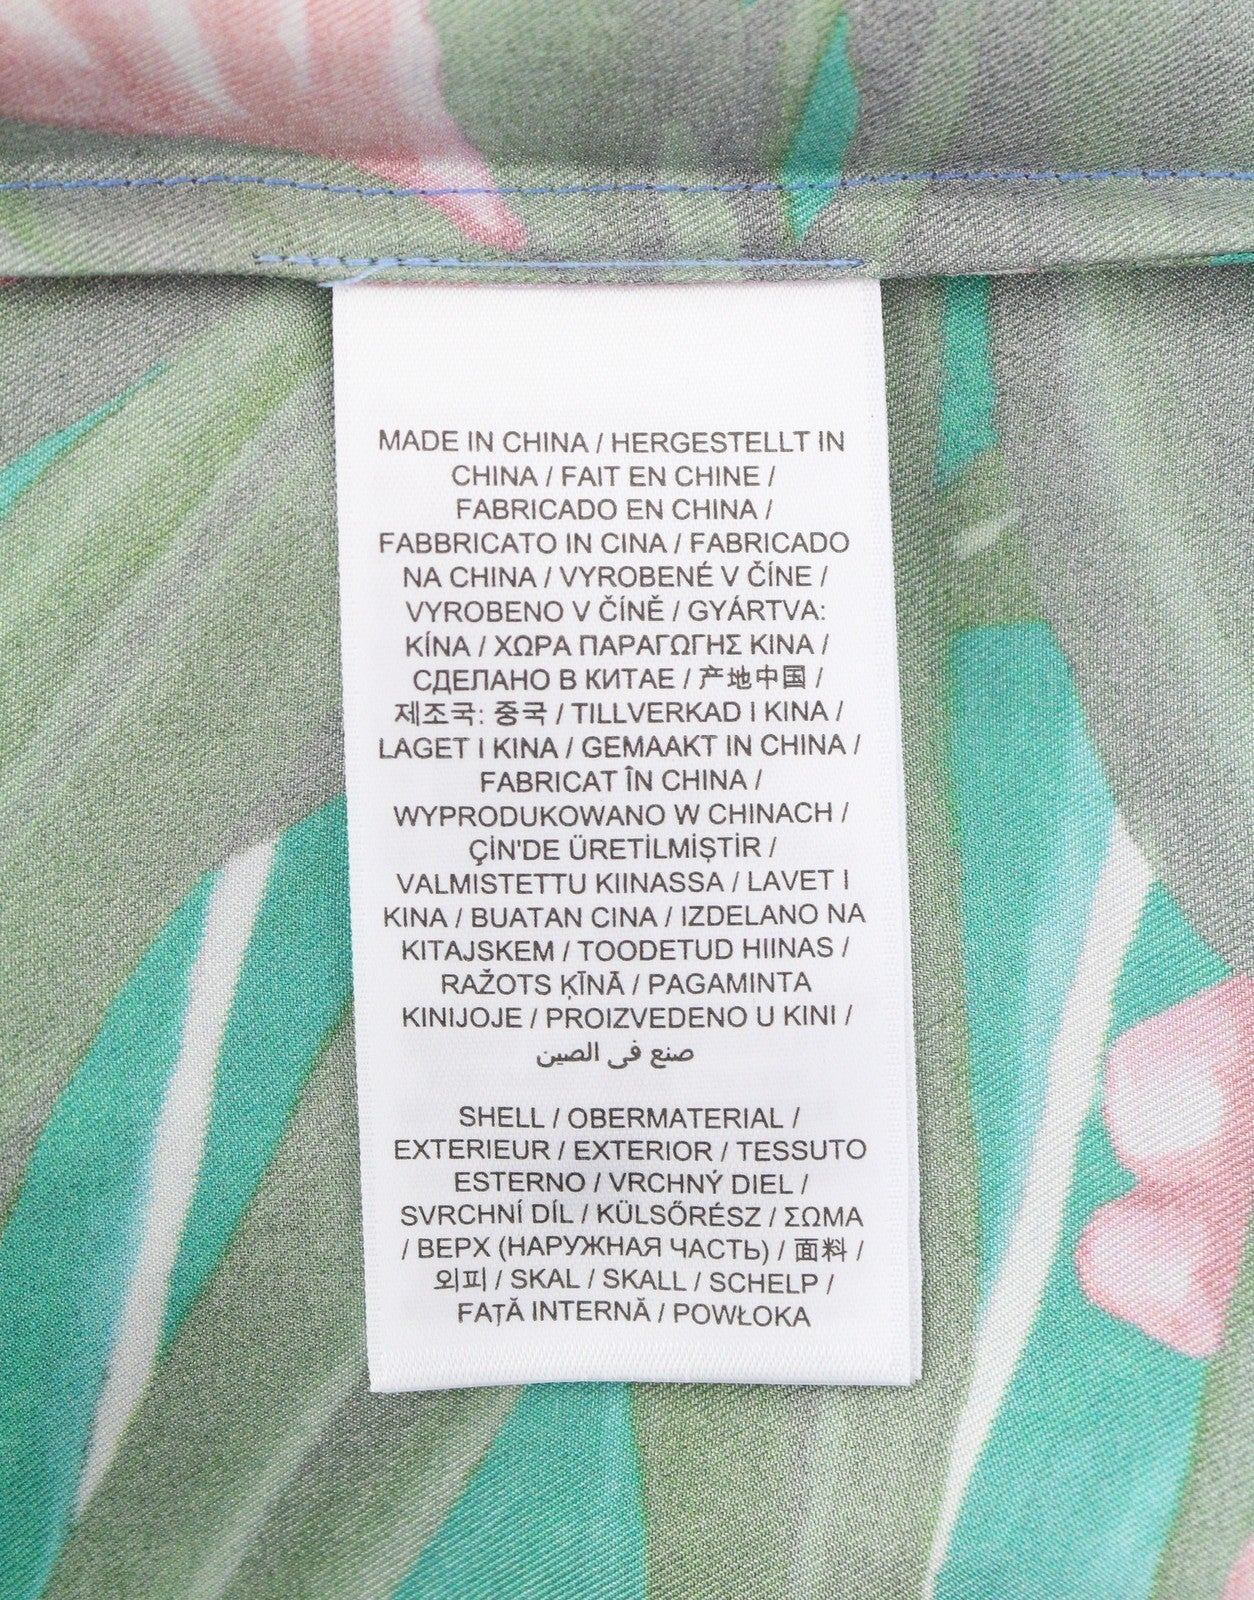 MADE IN CHINA / HERGESTELLT IN
CHINA / FAIT EN CHINE /
FABRICADO EN CHINA /
FABBRICATO IN CINA / FABRICADO
NA CHINA / VYROBENÉ V ČÍNE /
VYROBENO V ČÍNĚ / GYÁRTVA:
KÍNA / ΧΩΡΑ ΠΑΡΑΓΩΓΗΣ ΚΙΝΑ /
СДЕЛАНО В КИТАЕ / 产地中国 /
제조국: 중국 / TILLVERKAD I KINA /
LAGET I KINA / GEMAAKT IN CHINA /
FABRICAT ÎN CHINA /
WYPRODUKOWANO W CHINACH /
ÇİN'DE ÜRETİLMİŞTİR /
VALMISTETTU KIINASSA / LAVET I
KINA / BUATAN CINA / IZDELANO NA
KITAJSKEM / TOODETUD HIINAS /
RAŽOTS ĶĪNĀ / PAGAMINTA
KINIJOJE / PROIZVEDENO U KINI /
صنع في الصين
SHELL / OBERMATERIAL /
EXTERIEUR / EXTERIOR / TESSUTO
ESTERNO / VRCHNÝ DIEL /
SVRCHNÍ DÍL / KÜLSŐRÉSZ / ΣΩΜΑ
/ ВЕРХ (НАРУЖНАЯ ЧАСТЬ) / 面料 /
외피 / SKAL / SKALL / SCHELP /
FAȚĂ INTERNĂ / POWŁOKA